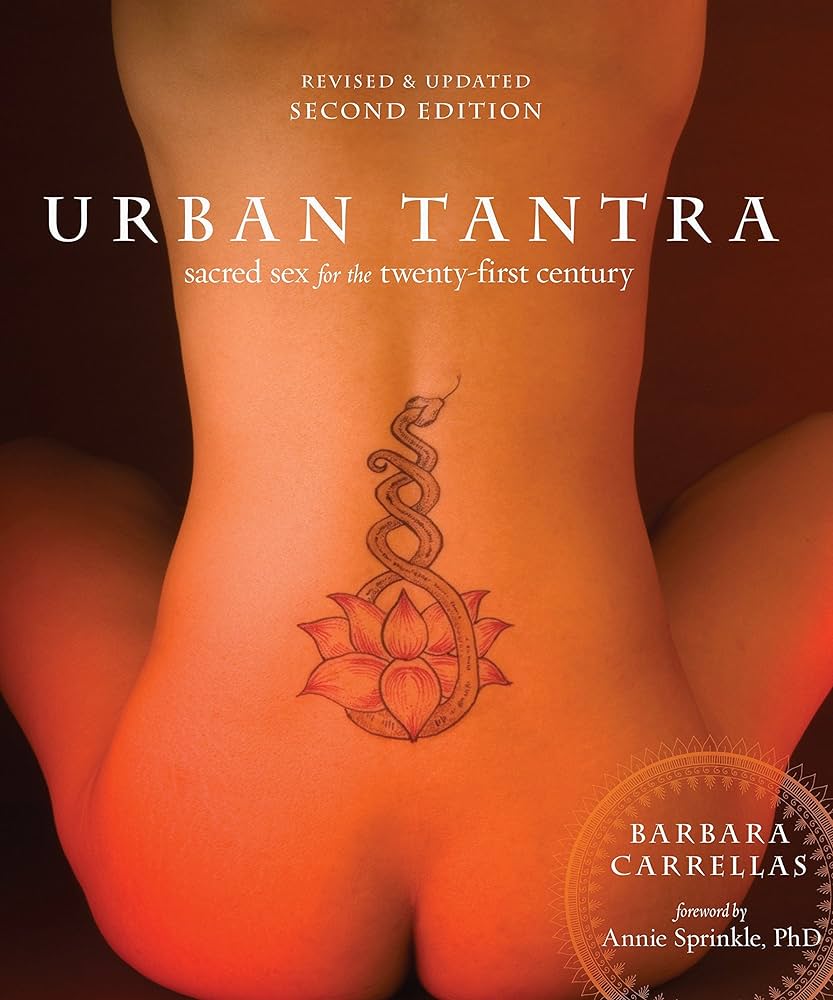 REVISED & UPDATED
SECOND EDITION
URBAN TANTRA
sacred sex for the twenty-first century
BARBARA
CARRELLAS
foreword by
Annie Sprinkle, PhD